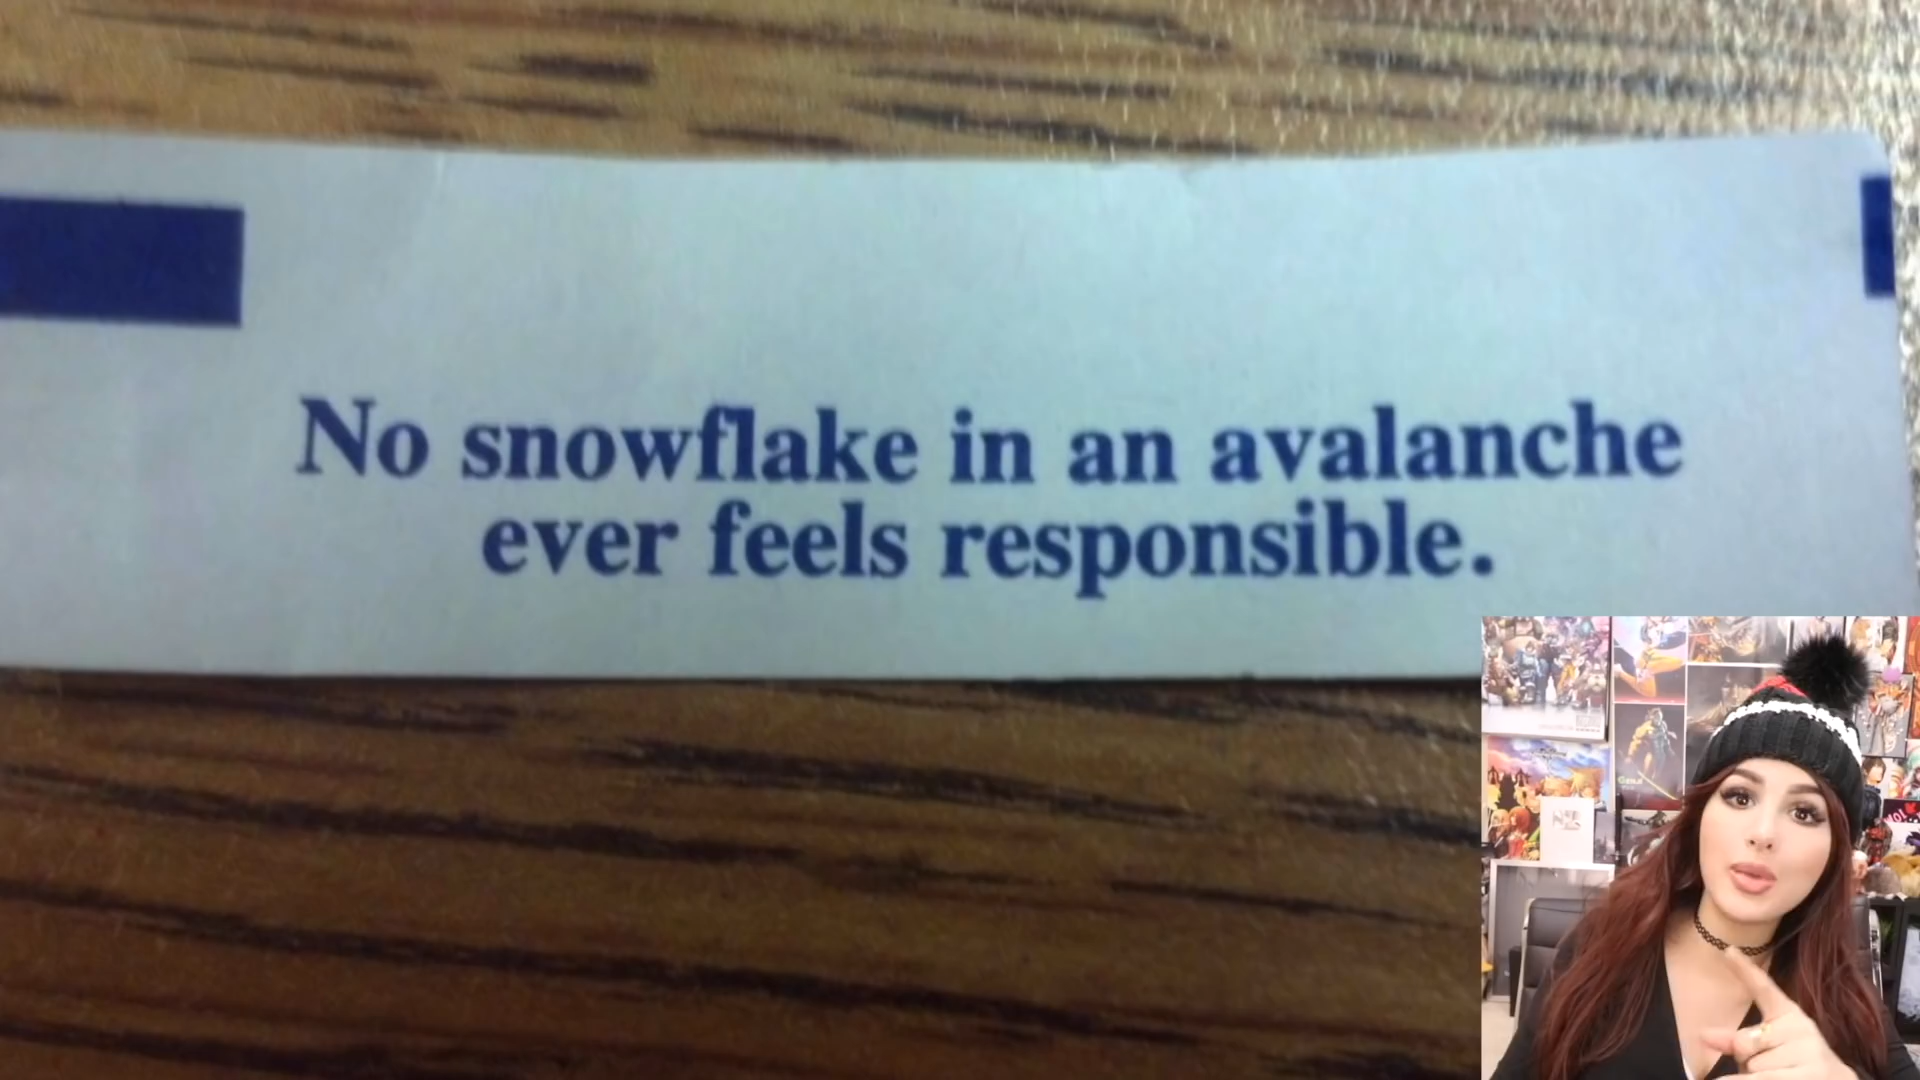 No snowflake in an avalanche
ever feels responsible.